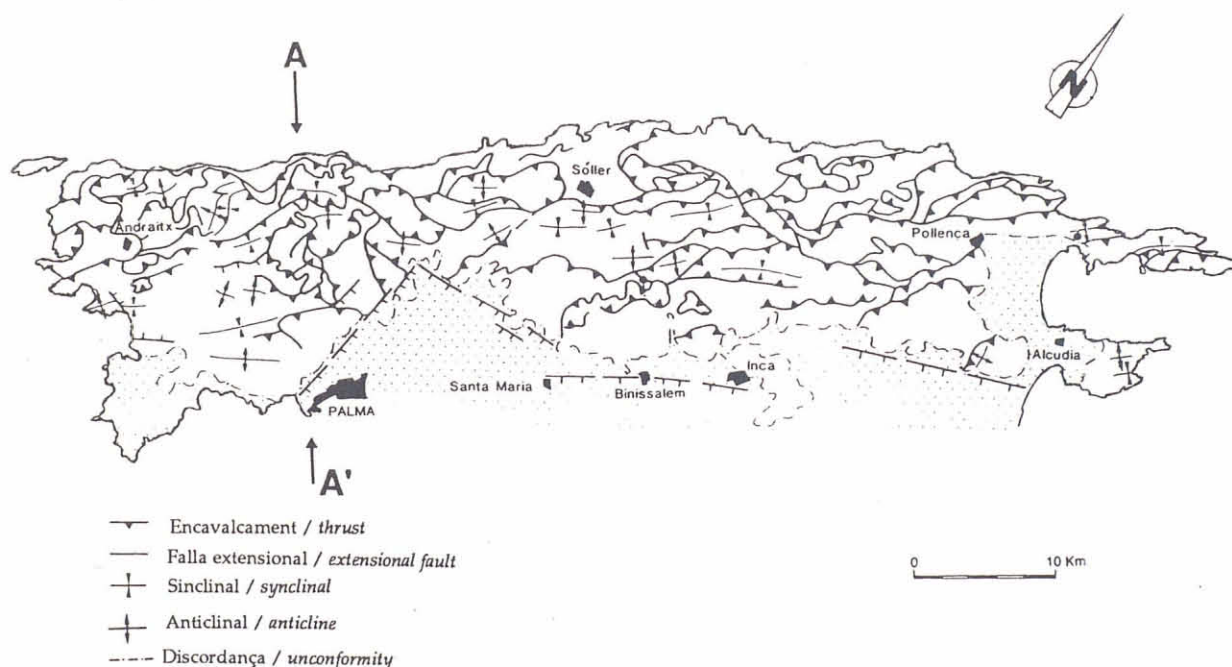 A
N
Sóller
Andraitx
Pollença
Alcudia
Inca
Santa Maria
Binissalem
PALMA
A'
Encavalcament / thrust
Falla extensional / extensional fault
Sinclinal / synclinal
Anticlinal / anticline
Discordança / unconformity
0 10 Km